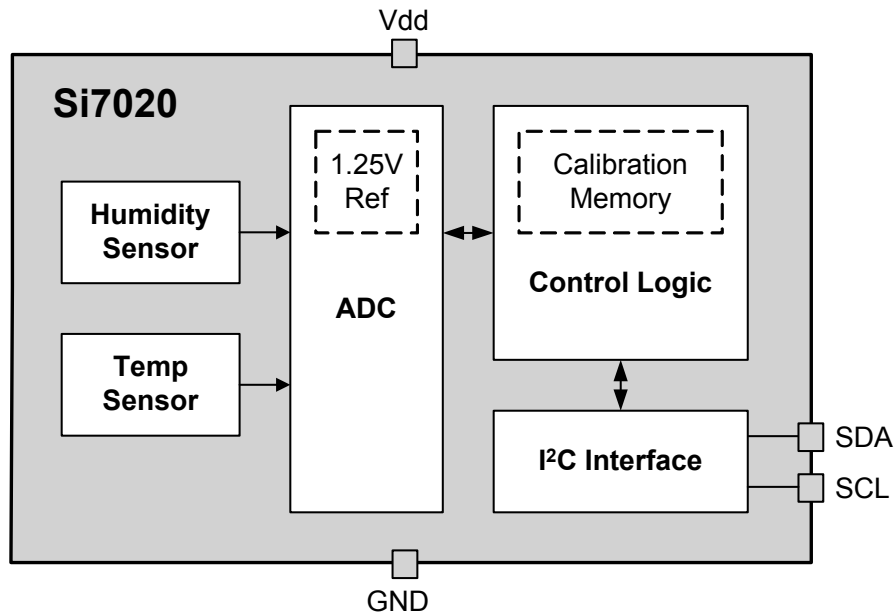 Vdd
Si7020
1.25V
Ref
Calibration
Memory
Humidity
Sensor
ADC
Control Logic
Temp
Sensor
I²C Interface
SDA
SCL
GND